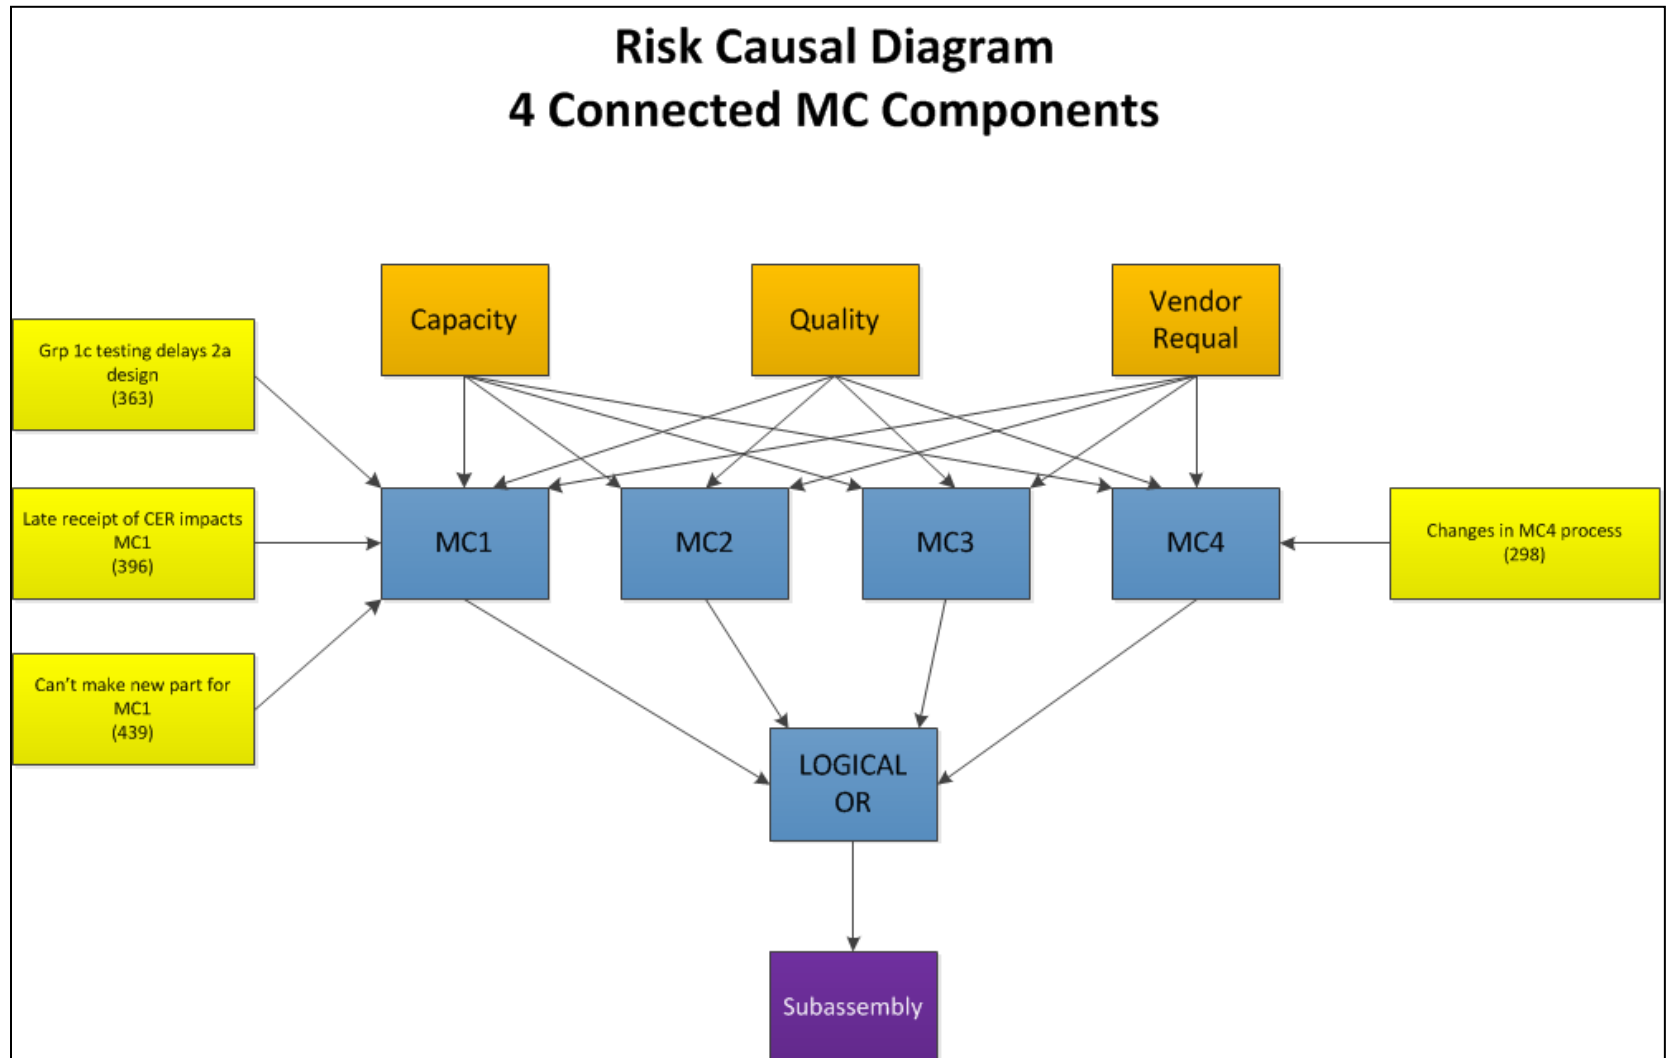 Risk Causal Diagram
4 Connected MC Components
Capacity
Quality
Vendor
Requal
Grp 1c testing delays 2a
design
(363)
Late receipt of CER impacts
MC1
(396)
Can't make new part for
MC1
(439)
MC1
MC2
MC3
MC4
Changes in MC4 process
(298)
LOGICAL
OR
Subassembly